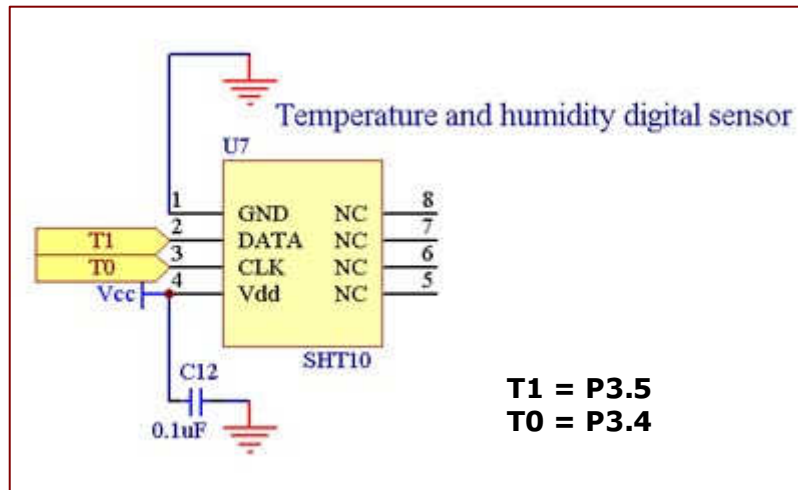 Temperature and humidity digital sensor
U7
1 GND NC 8
T1 2 DATA NC 7
T0 3 CLK NC 6
Vcc 4 Vdd NC 5
SHT10
C12
0.1uF
T1 = P3.5
T0 = P3.4